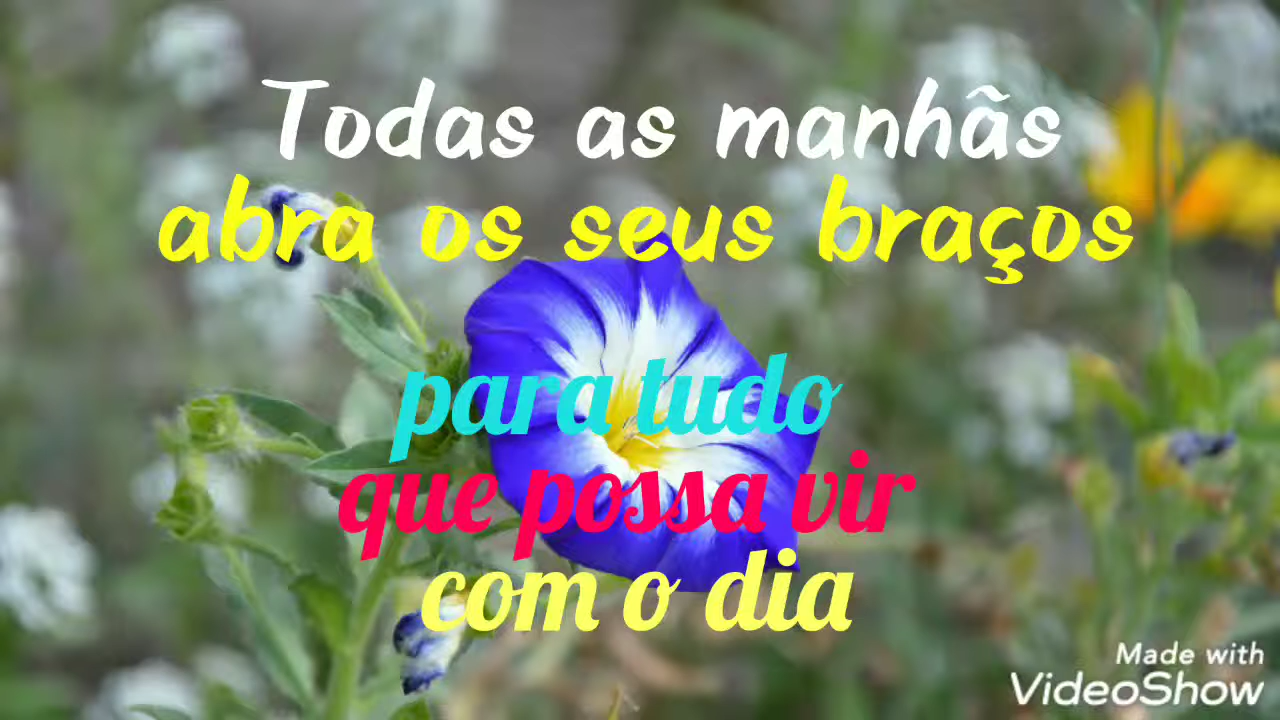 Todas as manhãs
abra os seus braços
para tudo
que possa vir
com o dia
Made with
VideoShow